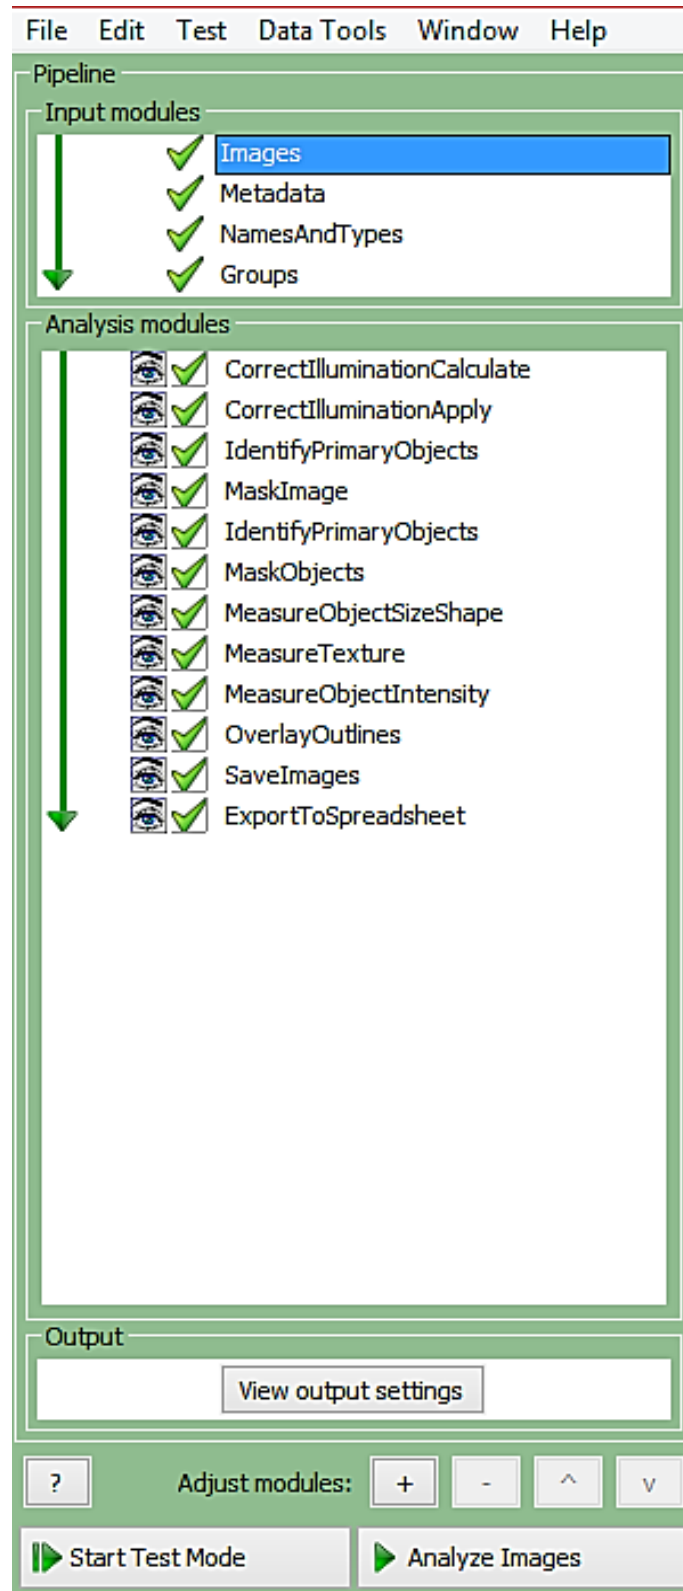 File Edit Test Data Tools Window Help
Pipeline
Input modules
Images
Metadata
NamesAndTypes
Groups
Analysis modules
CorrectIlluminationCalculate
CorrectIlluminationApply
IdentifyPrimaryObjects
MaskImage
IdentifyPrimaryObjects
MaskObjects
MeasureObjectSizeShape
MeasureTexture
MeasureObjectIntensity
OverlayOutlines
SaveImages
ExportToSpreadsheet
Output
View output settings
? Adjust modules: + - ^ v
Start Test Mode Analyze Images